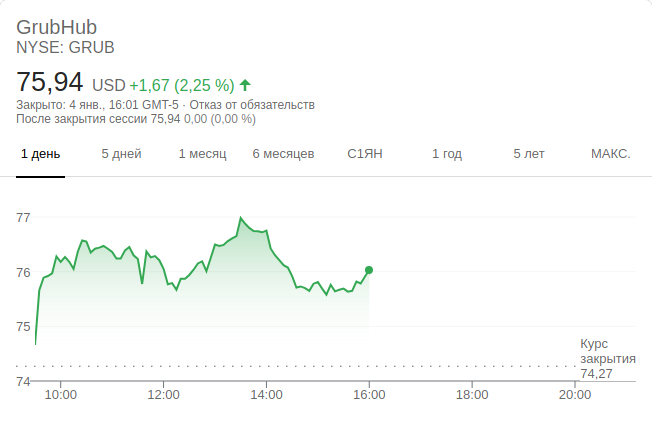 GrubHub
NYSE: GRUB
75,94 USD +1,67 (2,25 %)
Закрыто: 4 янв., 16:01 GMT-5 · Отказ от обязательств
После закрытия сессии 75,94 0,00 (0,00 %)
1 день 5 дней 1 месяц 6 месяцев С1ЯН 1 год 5 лет МАКС.
77
76
75
Курс
закрытия
74,27
74
10:00 12:00 14:00 16:00 18:00 20:00